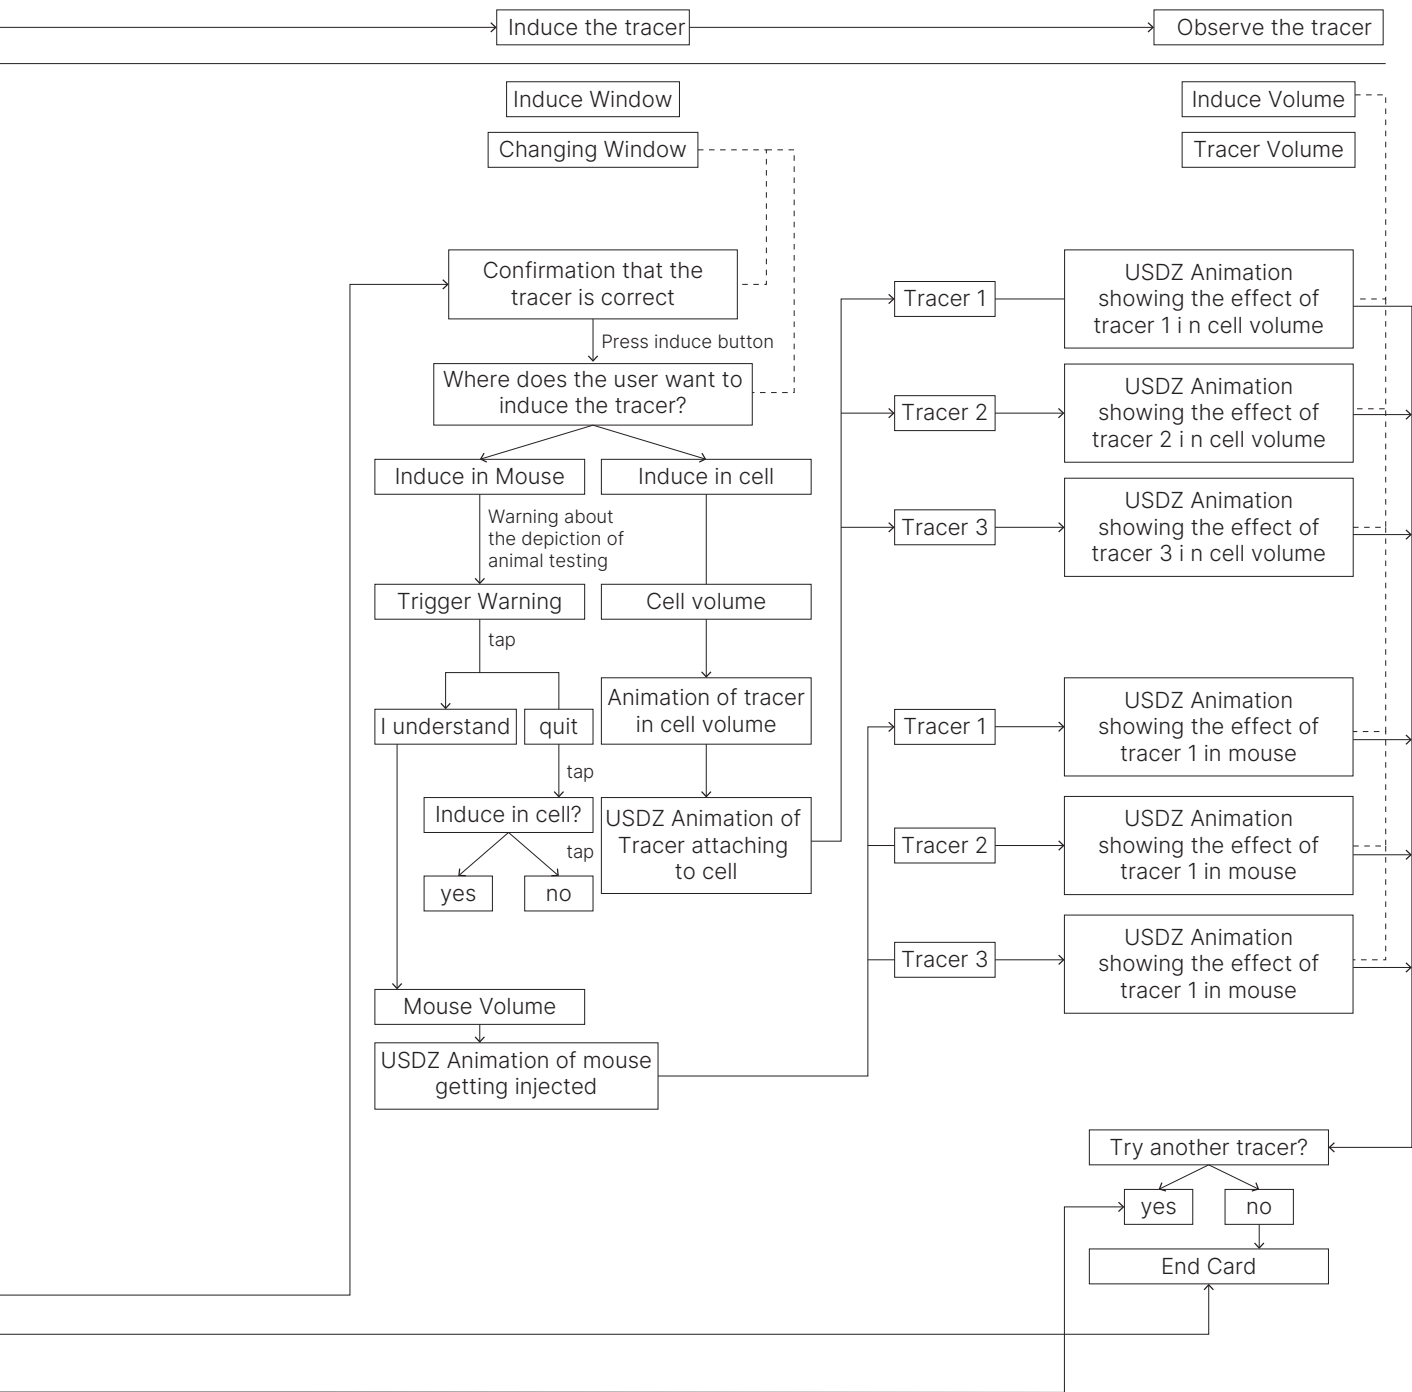 Induce the tracer
Observe the tracer
Induce Window
Changing Window
Induce Volume
Tracer Volume
Confirmation that the
tracer is correct
Press induce button
Where does the user want to
induce the tracer?
Induce in Mouse
Induce in cell
Warning about
the depiction of
animal testing
Trigger Warning
Cell volume
tap
I understand
quit
Animation of tracer
in cell volume
tap
Induce in cell?
tap
yes
no
USDZ Animation of
Tracer attaching
to cell
Mouse Volume
USDZ Animation of mouse
getting injected
Tracer 1
USDZ Animation
showing the effect of
tracer 1 i n cell volume
Tracer 2
USDZ Animation
showing the effect of
tracer 2 i n cell volume
Tracer 3
USDZ Animation
showing the effect of
tracer 3 i n cell volume
Tracer 1
USDZ Animation
showing the effect of
tracer 1 in mouse
Tracer 2
USDZ Animation
showing the effect of
tracer 1 in mouse
Tracer 3
USDZ Animation
showing the effect of
tracer 1 in mouse
Try another tracer?
yes
no
End Card